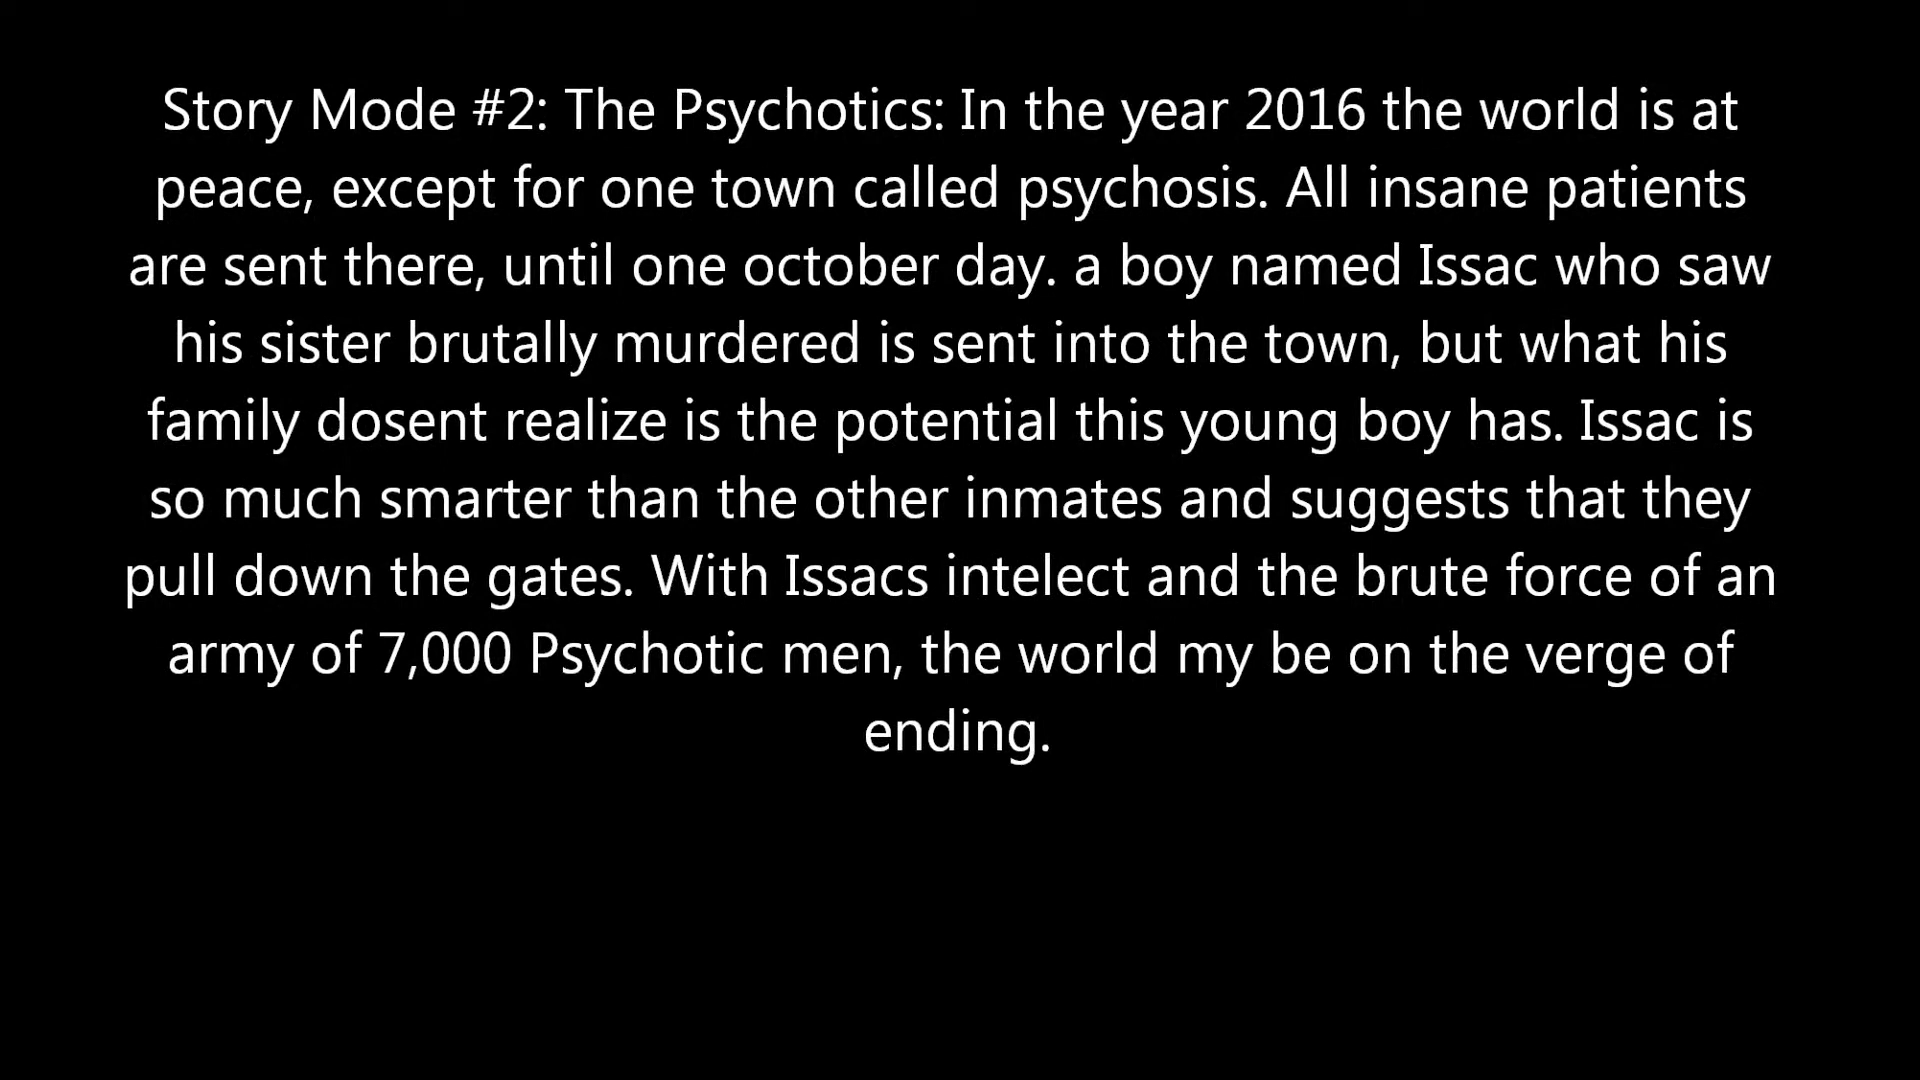 Story Mode #2: The Psychotics: In the year 2016 the world is at
peace, except for one town called psychosis. All insane patients
are sent there, until one october day. a boy named Issac who saw
his sister brutally murdered is sent into the town, but what his
family dosent realize is the potential this young boy has. Issac is
so much smarter than the other inmates and suggests that they
pull down the gates. With Issacs intelect and the brute force of an
army of 7,000 Psychotic men, the world my be on the verge of
ending.